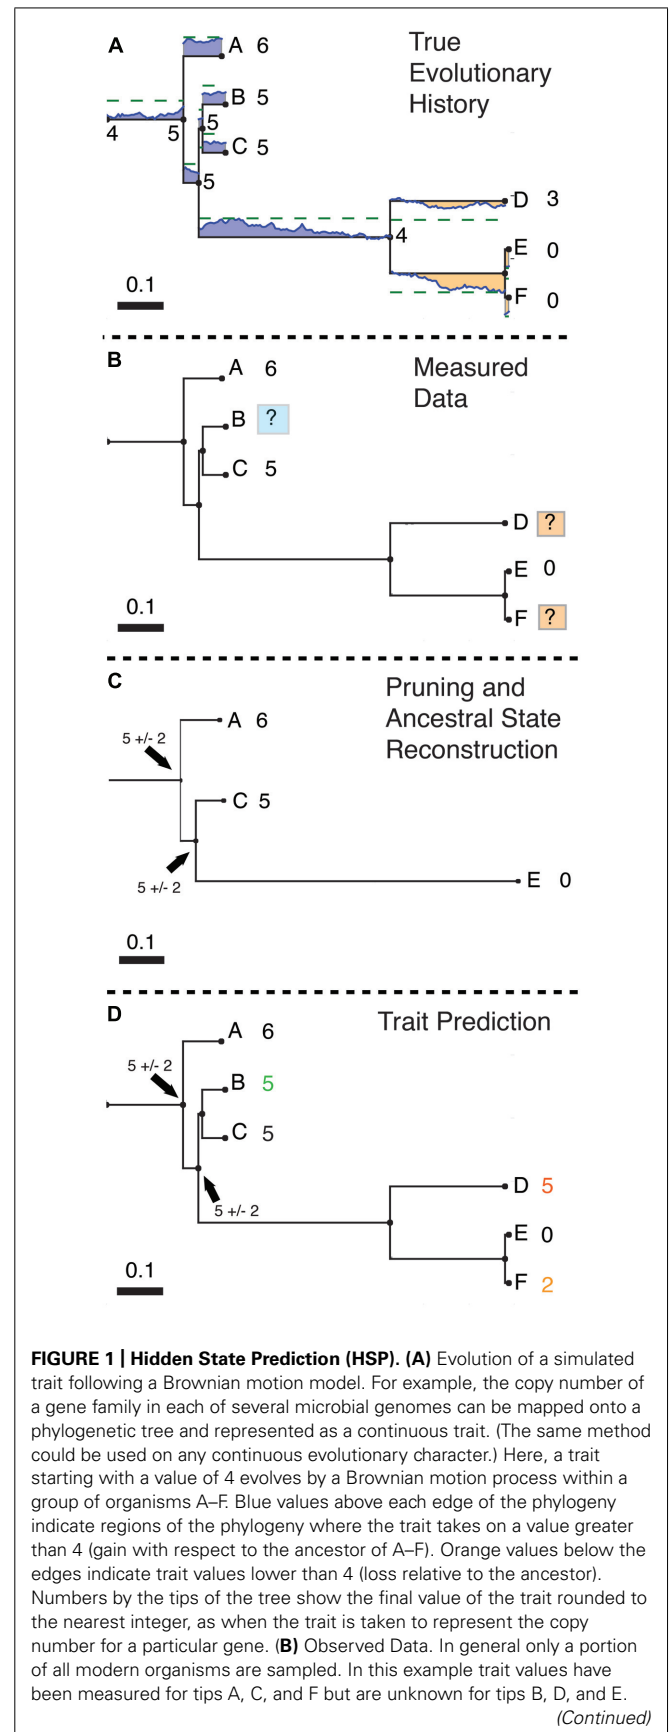 A
True
Evolutionary
History
A 6
B 5
5
C 5
4
5
5
D 3
4
E 0
F 0
0.1
B
Measured
Data
A 6
B ?
C 5
D ?
E 0
F ?
0.1
C
Pruning and
Ancestral State
Reconstruction
A 6
5 +/- 2
C 5
5 +/- 2
E 0
0.1
D
Trait Prediction
A 6
5 +/- 2
B 5
C 5
D 5
5 +/- 2
E 0
F 2
0.1
FIGURE 1 | Hidden State Prediction (HSP). (A) Evolution of a simulated
trait following a Brownian motion model. For example, the copy number of
a gene family in each of several microbial genomes can be mapped onto a
phylogenetic tree and represented as a continuous trait. (The same method
could be used on any continuous evolutionary character.) Here, a trait
starting with a value of 4 evolves by a Brownian motion process within a
group of organisms A–F. Blue values above each edge of the phylogeny
indicate regions of the phylogeny where the trait takes on a value greater
than 4 (gain with respect to the ancestor of A–F). Orange values below the
edges indicate trait values lower than 4 (loss relative to the ancestor).
Numbers by the tips of the tree show the final value of the trait rounded to
the nearest integer, as when the trait is taken to represent the copy
number for a particular gene. (B) Observed Data. In general only a portion
of all modern organisms are sampled. In this example trait values have
been measured for tips A, C, and F but are unknown for tips B, D, and E.
(Continued)